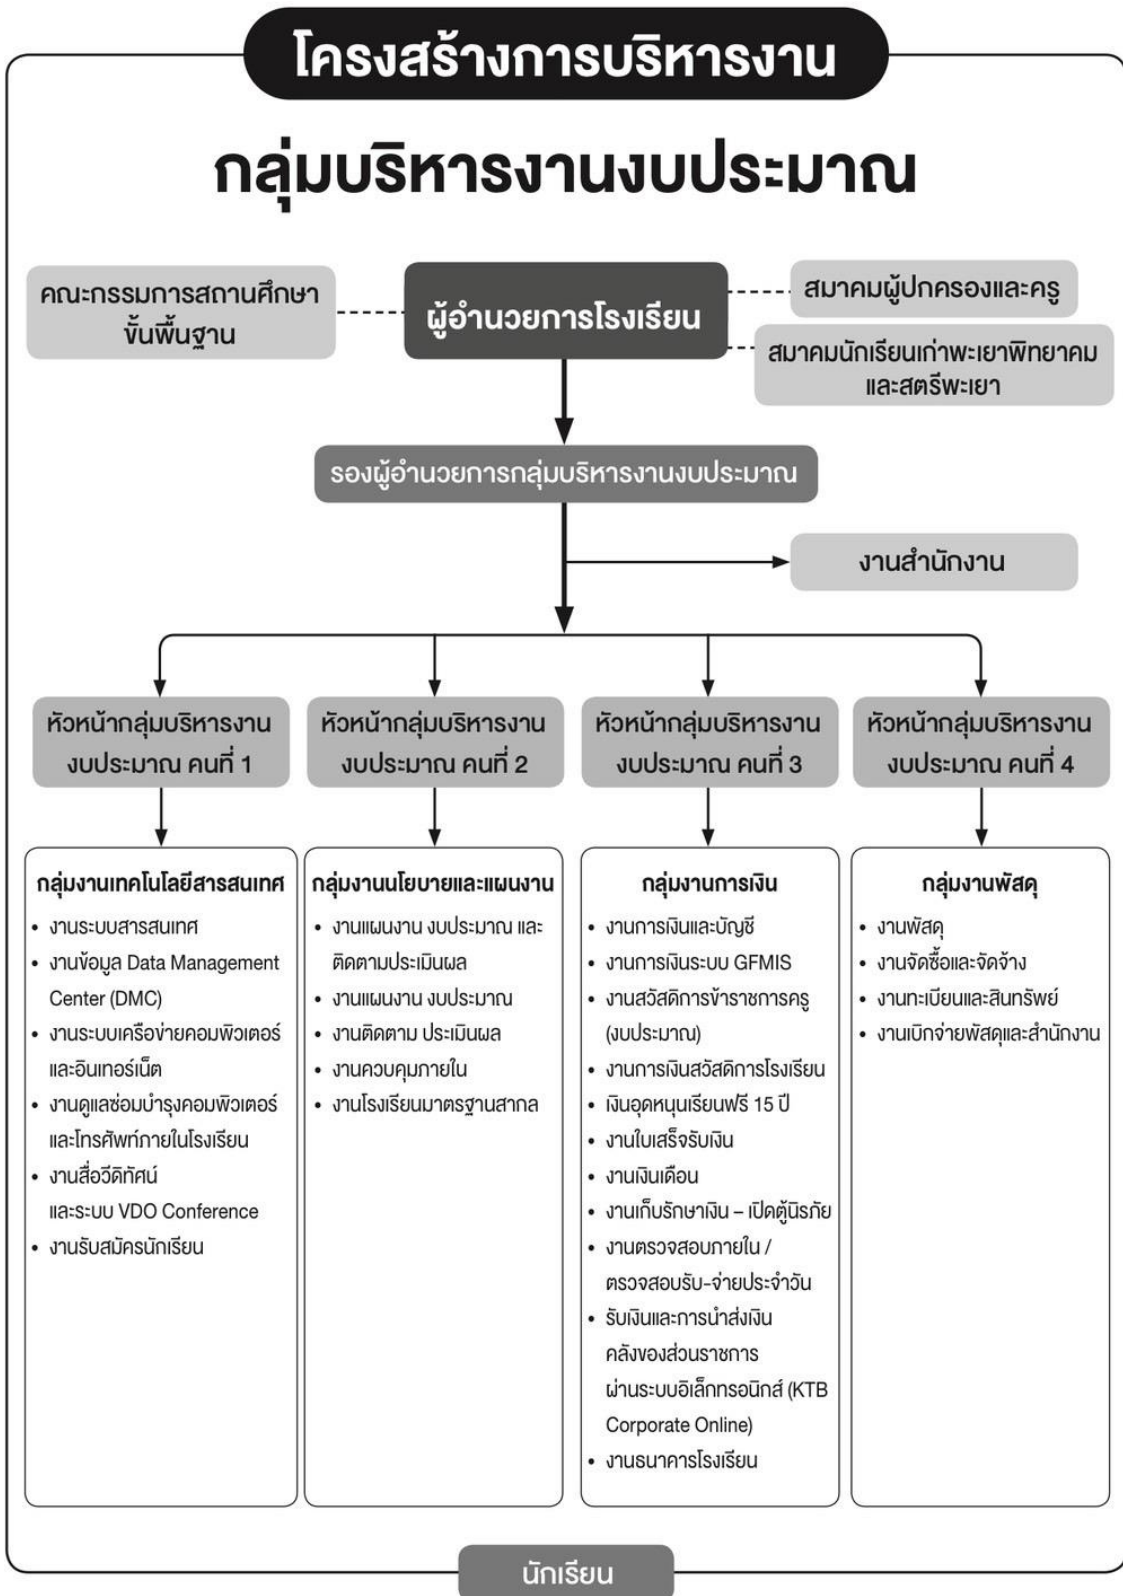 โครงสร้างการบริหารงาน
กลุ่มบริหารงานงบประมาณ
คณะกรรมการสถานศึกษา
ขั้นพื้นฐาน
ผู้อำนวยการโรงเรียน
สมาคมผู้ปกครองและครู
สมาคมนักเรียนเก่าพะเยาพิทยาคม
และสตรีพะเยา
รองผู้อำนวยการกลุ่มบริหารงานงบประมาณ
งานสำนักงาน
หัวหน้ากลุ่มบริหารงาน
งบประมาณ คนที่ 1
หัวหน้ากลุ่มบริหารงาน
งบประมาณ คนที่ 2
หัวหน้ากลุ่มบริหารงาน
งบประมาณ คนที่ 3
หัวหน้ากลุ่มบริหารงาน
งบประมาณ คนที่ 4
กลุ่มงานเทคโนโลยีสารสนเทศ
• งานระบบสารสนเทศ
• งานข้อมูล Data Management
Center (DMC)
• งานระบบเครือข่ายคอมพิวเตอร์
และอินเทอร์เน็ต
• งานดูแลซ่อมบำรุงคอมพิวเตอร์
และโทรศัพท์ภายในโรงเรียน
• งานสื่อวีดิทัศน์
และระบบ VDO Conference
• งานรับสมัครนักเรียน
กลุ่มงานนโยบายและแผนงาน
• งานแผนงาน งบประมาณ และ
ติดตามประเมินผล
• งานแผนงาน งบประมาณ
• งานติดตาม ประเมินผล
• งานควบคุมภายใน
• งานโรงเรียนมาตรฐานสากล
กลุ่มงานการเงิน
• งานการเงินและบัญชี
• งานการเงินระบบ GFMIS
• งานสวัสดิการข้าราชการครู
(งบประมาณ)
• งานการเงินสวัสดิการโรงเรียน
• เงินอุดหนุนเรียนฟรี 15 ปี
• งานใบเสร็จรับเงิน
• งานเงินเดือน
• งานเก็บรักษาเงิน – เปิดตู้นิรภัย
• งานตรวจสอบภายใน /
ตรวจสอบรับ-จ่ายประจำวัน
• รับเงินและการนำส่งเงิน
คลังของส่วนราชการ
ผ่านระบบอิเล็กทรอนิกส์ (KTB
Corporate Online)
• งานธนาคารโรงเรียน
กลุ่มงานพัสดุ
• งานพัสดุ
• งานจัดซื้อและจัดจ้าง
• งานทะเบียนและสินทรัพย์
• งานเบิกจ่ายพัสดุและสำนักงาน
นักเรียน